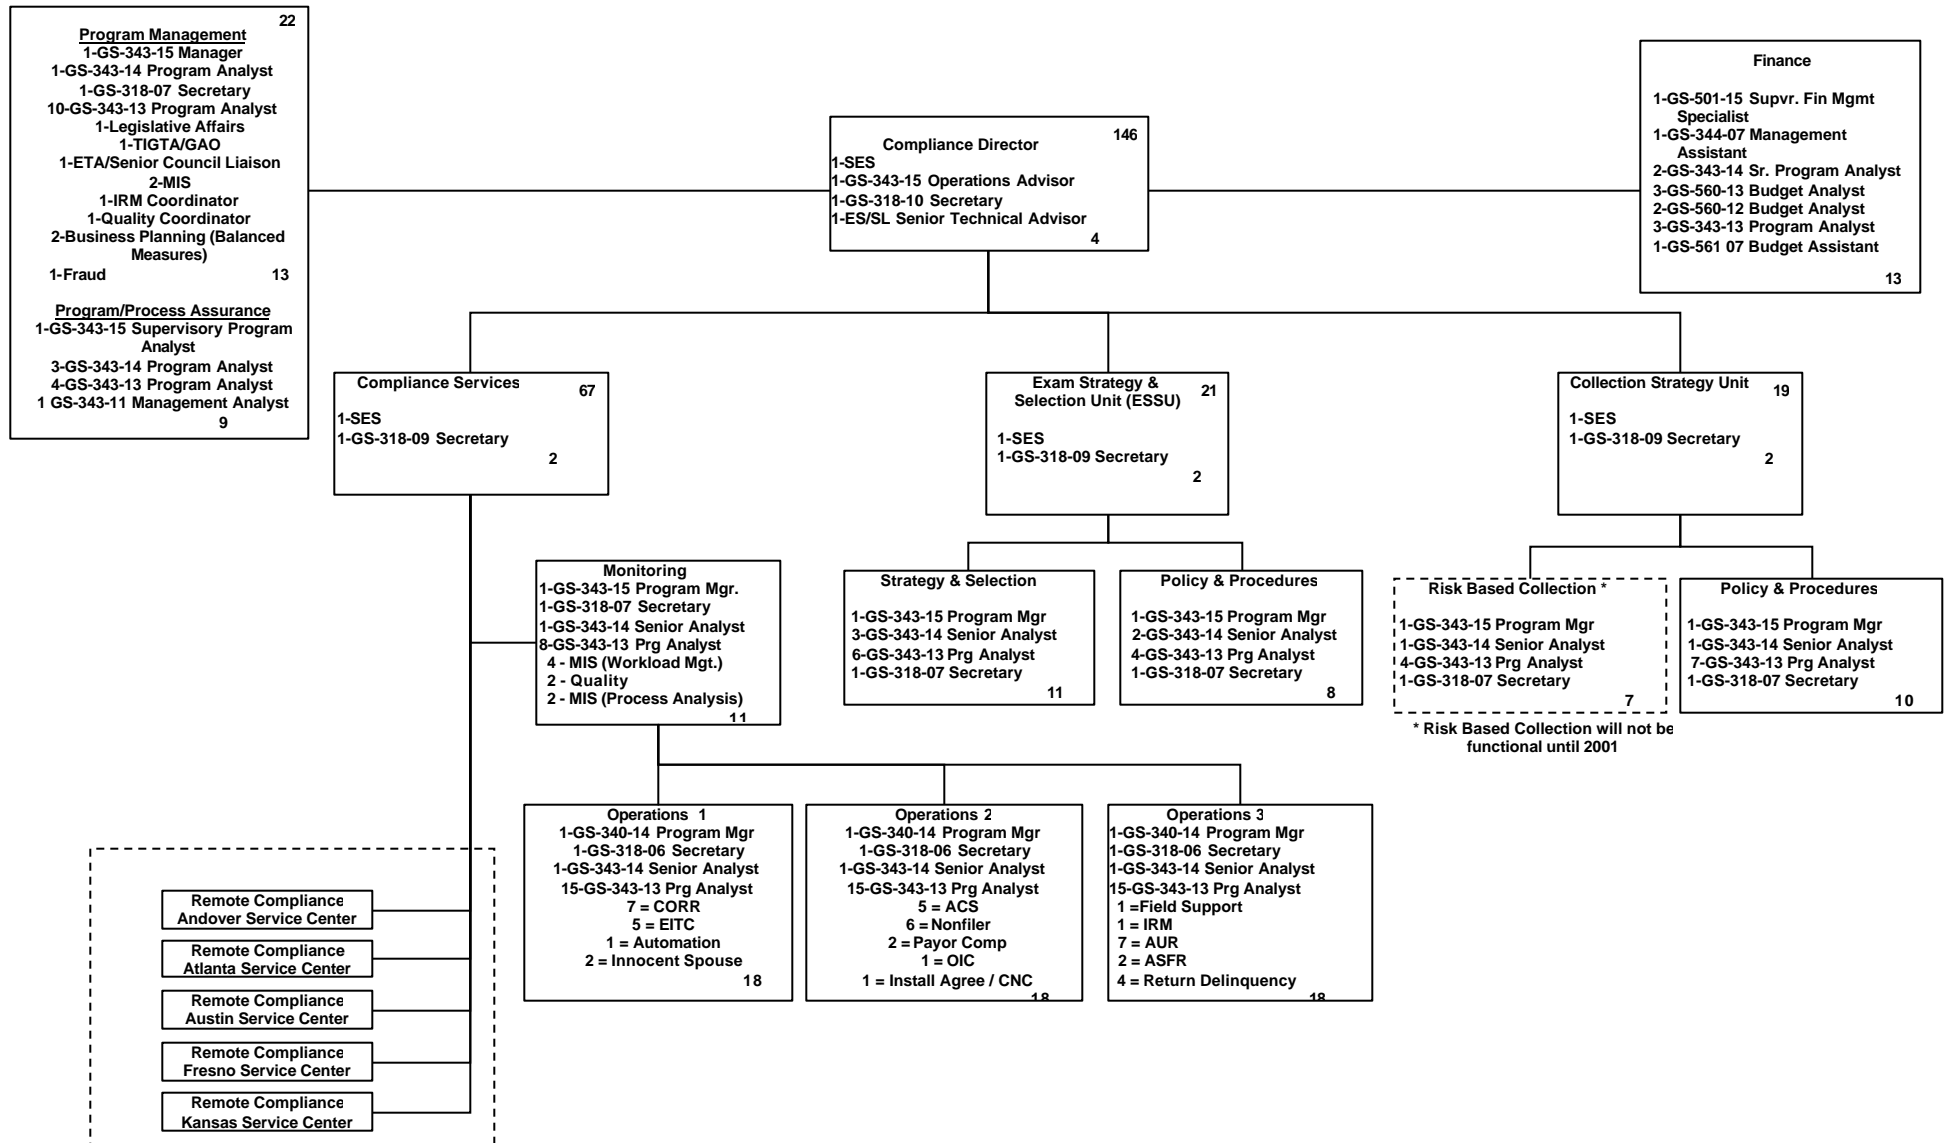 22
Program Management
1-GS-343-15 Manager
1-GS-343-14 Program Analyst
1-GS-318-07 Secretary
10-GS-343-13 Program Analyst
1-Legislative Affairs
1-TIGTA/GAO
1-ETA/Senior Council Liaison
2-MIS
1-IRM Coordinator
1-Quality Coordinator
2-Business Planning (Balanced
Measures)
1-Fraud 13
Program/Process Assurance
1-GS-343-15 Supervisory Program
Analyst
3-GS-343-14 Program Analyst
4-GS-343-13 Program Analyst
1 GS-343-11 Management Analyst
9
146
Compliance Director
1-SES
1-GS-343-15 Operations Advisor
1-GS-318-10 Secretary
1-ES/SL Senior Technical Advisor
4
Finance
1-GS-501-15 Supvr. Fin Mgmt
Specialist
1-GS-344-07 Management
Assistant
2-GS-343-14 Sr. Program Analyst
3-GS-560-13 Budget Analyst
2-GS-560-12 Budget Analyst
3-GS-343-13 Program Analyst
1-GS-561 07 Budget Assistant
13
Compliance Services 67
1-SES
1-GS-318-09 Secretary
2
Exam Strategy &
Selection Unit (ESSU) 21
1-SES
1-GS-318-09 Secretary
2
Collection Strategy Unit 19
1-SES
1-GS-318-09 Secretary
2
Monitoring
1-GS-343-15 Program Mgr.
1-GS-318-07 Secretary
1-GS-343-14 Senior Analyst
8-GS-343-13 Prg Analyst
4 - MIS (Workload Mgt.)
2 - Quality
2 - MIS (Process Analysis)
11
Strategy & Selection
1-GS-343-15 Program Mgr
3-GS-343-14 Senior Analyst
6-GS-343-13 Prg Analyst
1-GS-318-07 Secretary
11
Policy & Procedures
1-GS-343-15 Program Mgr
2-GS-343-14 Senior Analyst
4-GS-343-13 Prg Analyst
1-GS-318-07 Secretary
8
Risk Based Collection *
1-GS-343-15 Program Mgr
1-GS-343-14 Senior Analyst
4-GS-343-13 Prg Analyst
1-GS-318-07 Secretary
7
Policy & Procedures
1-GS-343-15 Program Mgr
1-GS-343-14 Senior Analyst
7-GS-343-13 Prg Analyst
1-GS-318-07 Secretary
10
* Risk Based Collection will not be
functional until 2001
Operations 1
1-GS-340-14 Program Mgr
1-GS-318-06 Secretary
1-GS-343-14 Senior Analyst
15-GS-343-13 Prg Analyst
7 = CORR
5 = EITC
1 = Automation
2 = Innocent Spouse
18
Operations 2
1-GS-340-14 Program Mgr
1-GS-318-06 Secretary
1-GS-343-14 Senior Analyst
15-GS-343-13 Prg Analyst
5 = ACS
6 = Nonfiler
2 = Payor Comp
1 = OIC
1 = Install Agree / CNC
18
Operations 3
1-GS-340-14 Program Mgr
1-GS-318-06 Secretary
1-GS-343-14 Senior Analyst
15-GS-343-13 Prg Analyst
1 =Field Support
1 = IRM
7 = AUR
2 = ASFR
4 = Return Delinquency
18
Remote Compliance
Andover Service Center
Remote Compliance
Atlanta Service Center
Remote Compliance
Austin Service Center
Remote Compliance
Fresno Service Center
Remote Compliance
Kansas Service Center